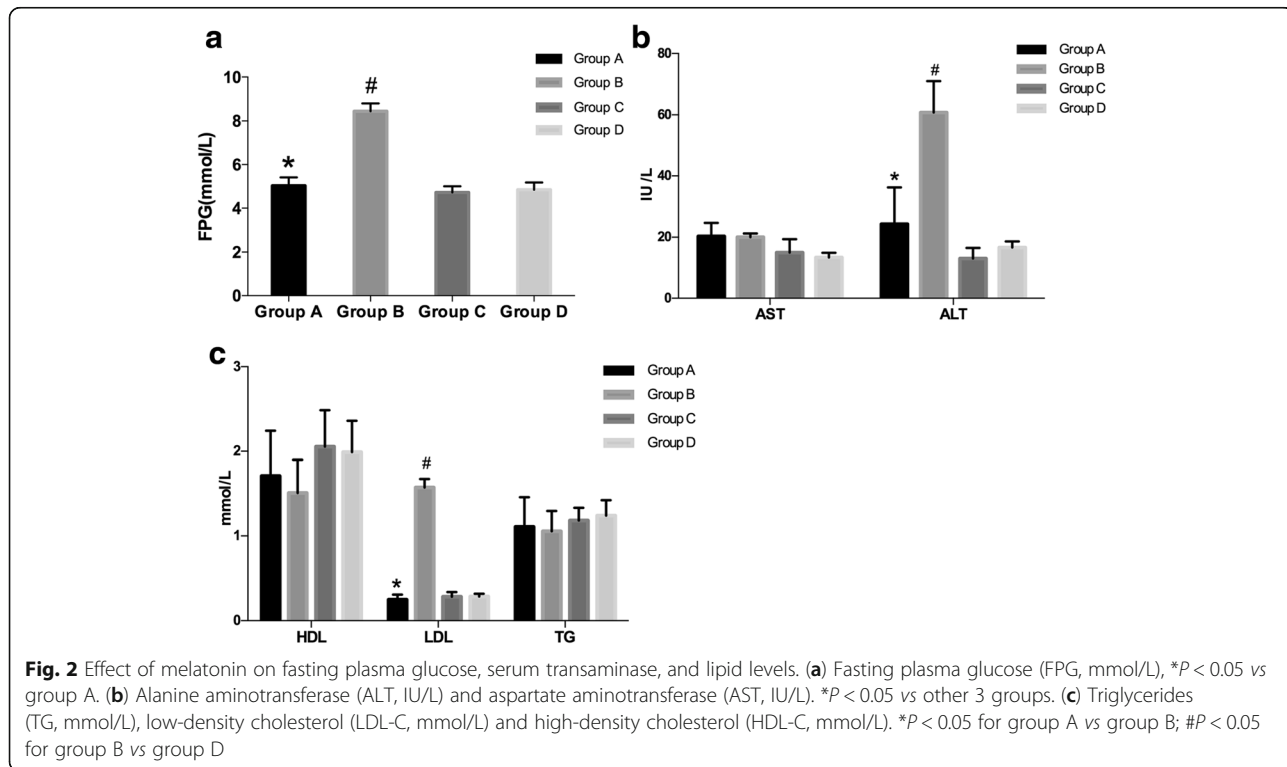 a
Group A
Group B
Group C
Group D
10
8
6
4
2
0
FPG(mmol/L)
*
#
Group A Group B Group C Group D
b
Group A
Group B
Group C
Group D
80
60
40
20
0
IU/L
*
#
AST ALT
c
Group A
Group B
Group C
Group D
3
2
1
0
mmol/L
*
#
HDL LDL TG
Fig. 2 Effect of melatonin on fasting plasma glucose, serum transaminase, and lipid levels. (a) Fasting plasma glucose (FPG, mmol/L), *P < 0.05 vs
group A. (b) Alanine aminotransferase (ALT, IU/L) and aspartate aminotransferase (AST, IU/L). *P < 0.05 vs other 3 groups. (c) Triglycerides
(TG, mmol/L), low-density cholesterol (LDL-C, mmol/L) and high-density cholesterol (HDL-C, mmol/L). *P < 0.05 for group A vs group B; #P < 0.05
for group B vs group D